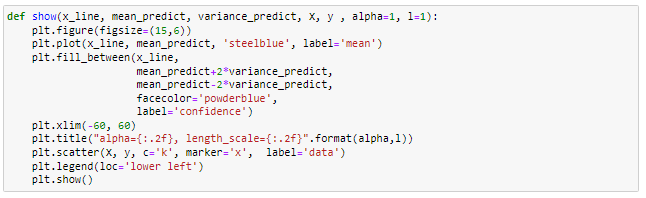 def show(x_line, mean_predict, variance_predict, X, y , alpha=1, l=1):
    plt.figure(figsize=(15,6))
    plt.plot(x_line, mean_predict, 'steelblue', label='mean')
    plt.fill_between(x_line,
                     mean_predict+2*variance_predict,
                     mean_predict-2*variance_predict,
                     facecolor='powderblue',
                     label='confidence')
    plt.xlim(-60, 60)
    plt.title("alpha={:.2f}, length_scale={:.2f}".format(alpha,l))
    plt.scatter(X, y, c='k', marker='x',  label='data')
    plt.legend(loc='lower left')
    plt.show()